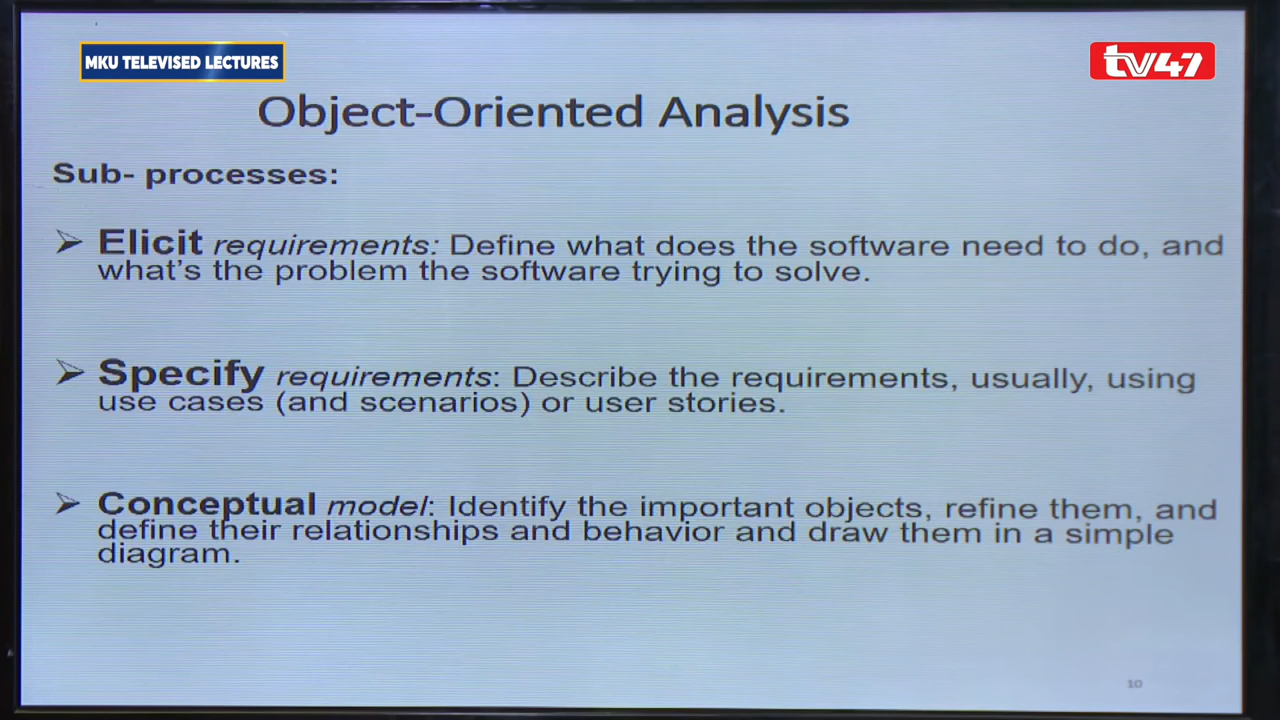 MKU TELEVISED LECTURES
tv47
Object-Oriented Analysis
Sub- processes:
➢ Elicit requirements: Define what does the software need to do, and
what's the problem the software trying to solve.
➢ Specify requirements: Describe the requirements, usually, using
use cases (and scenarios) or user stories.
➢ Conceptual model: Identify the important objects, refine them, and
define their relationships and behavior and draw them in a simple
diagram.
10